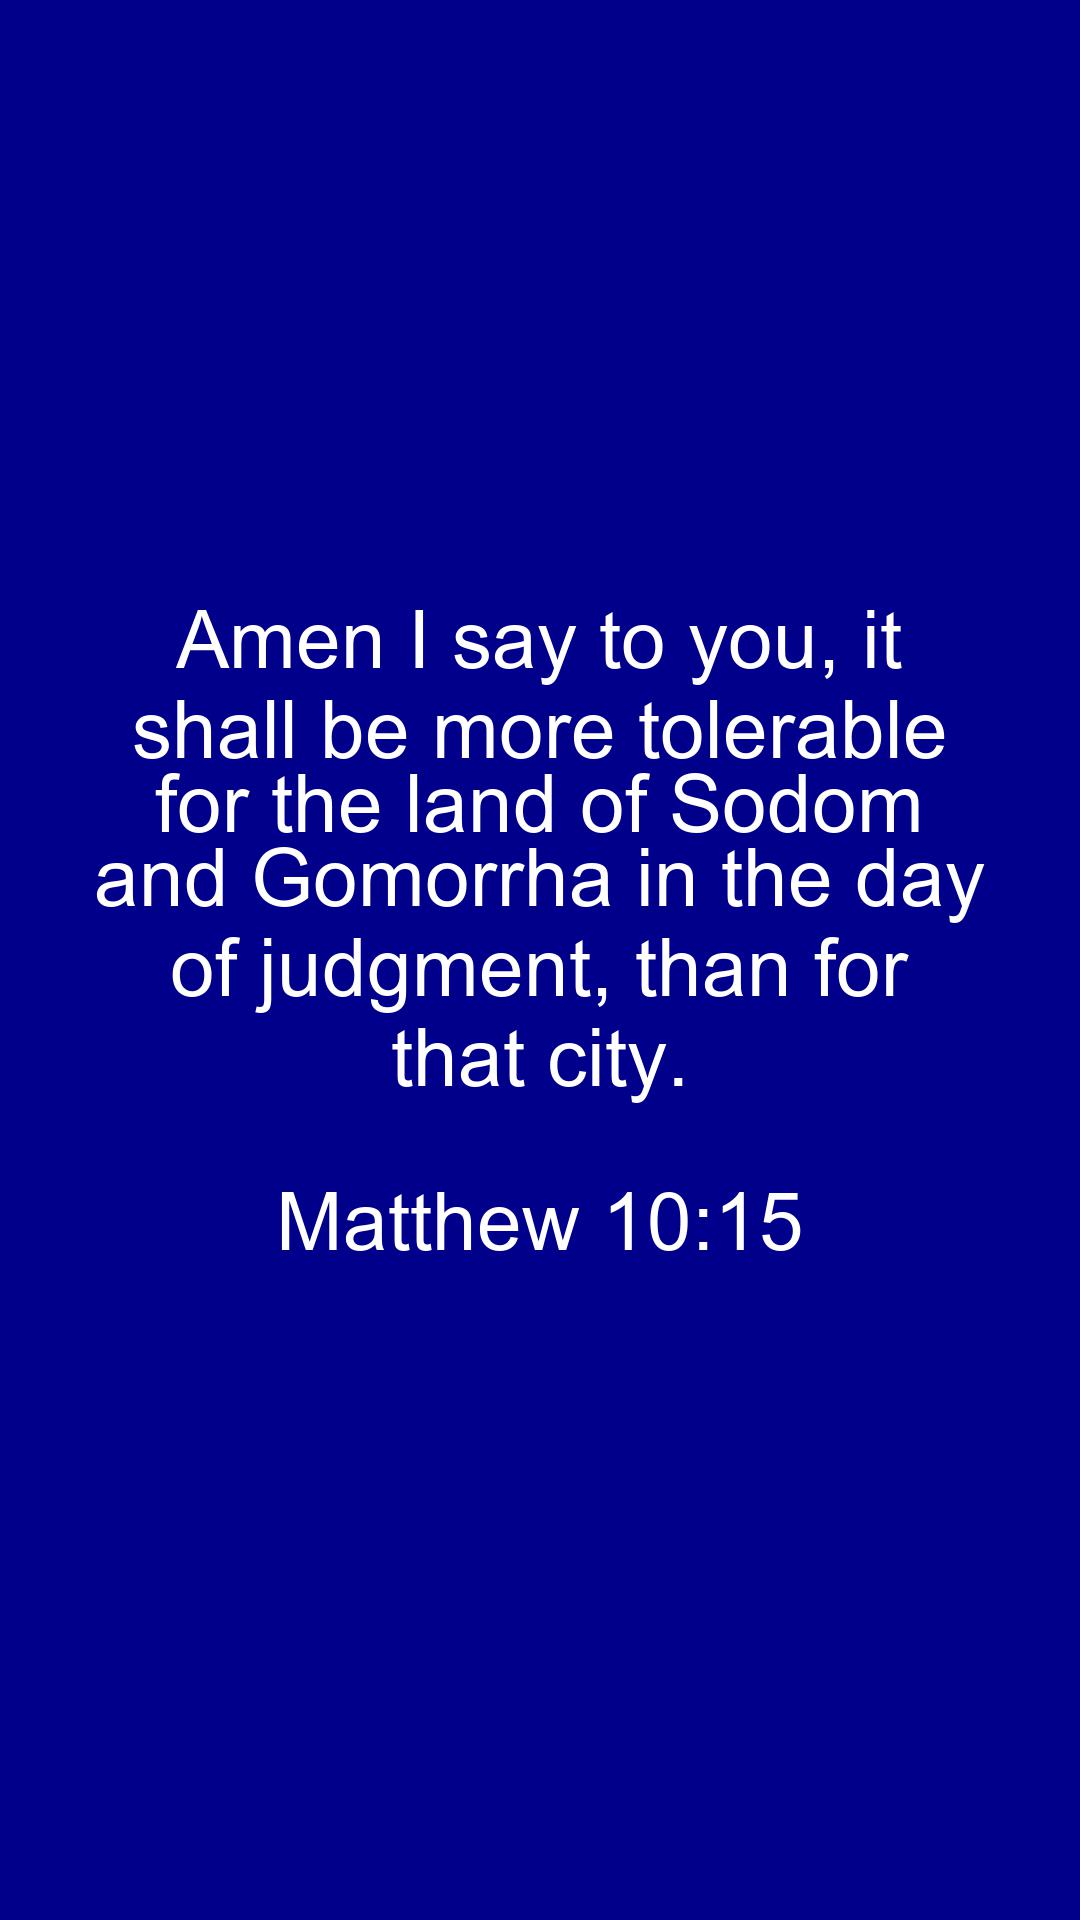 Amen I say to you, it
shall be more tolerable
for the land of Sodom
and Gomorrha in the day
of judgment, than for
that city.
Matthew 10:15